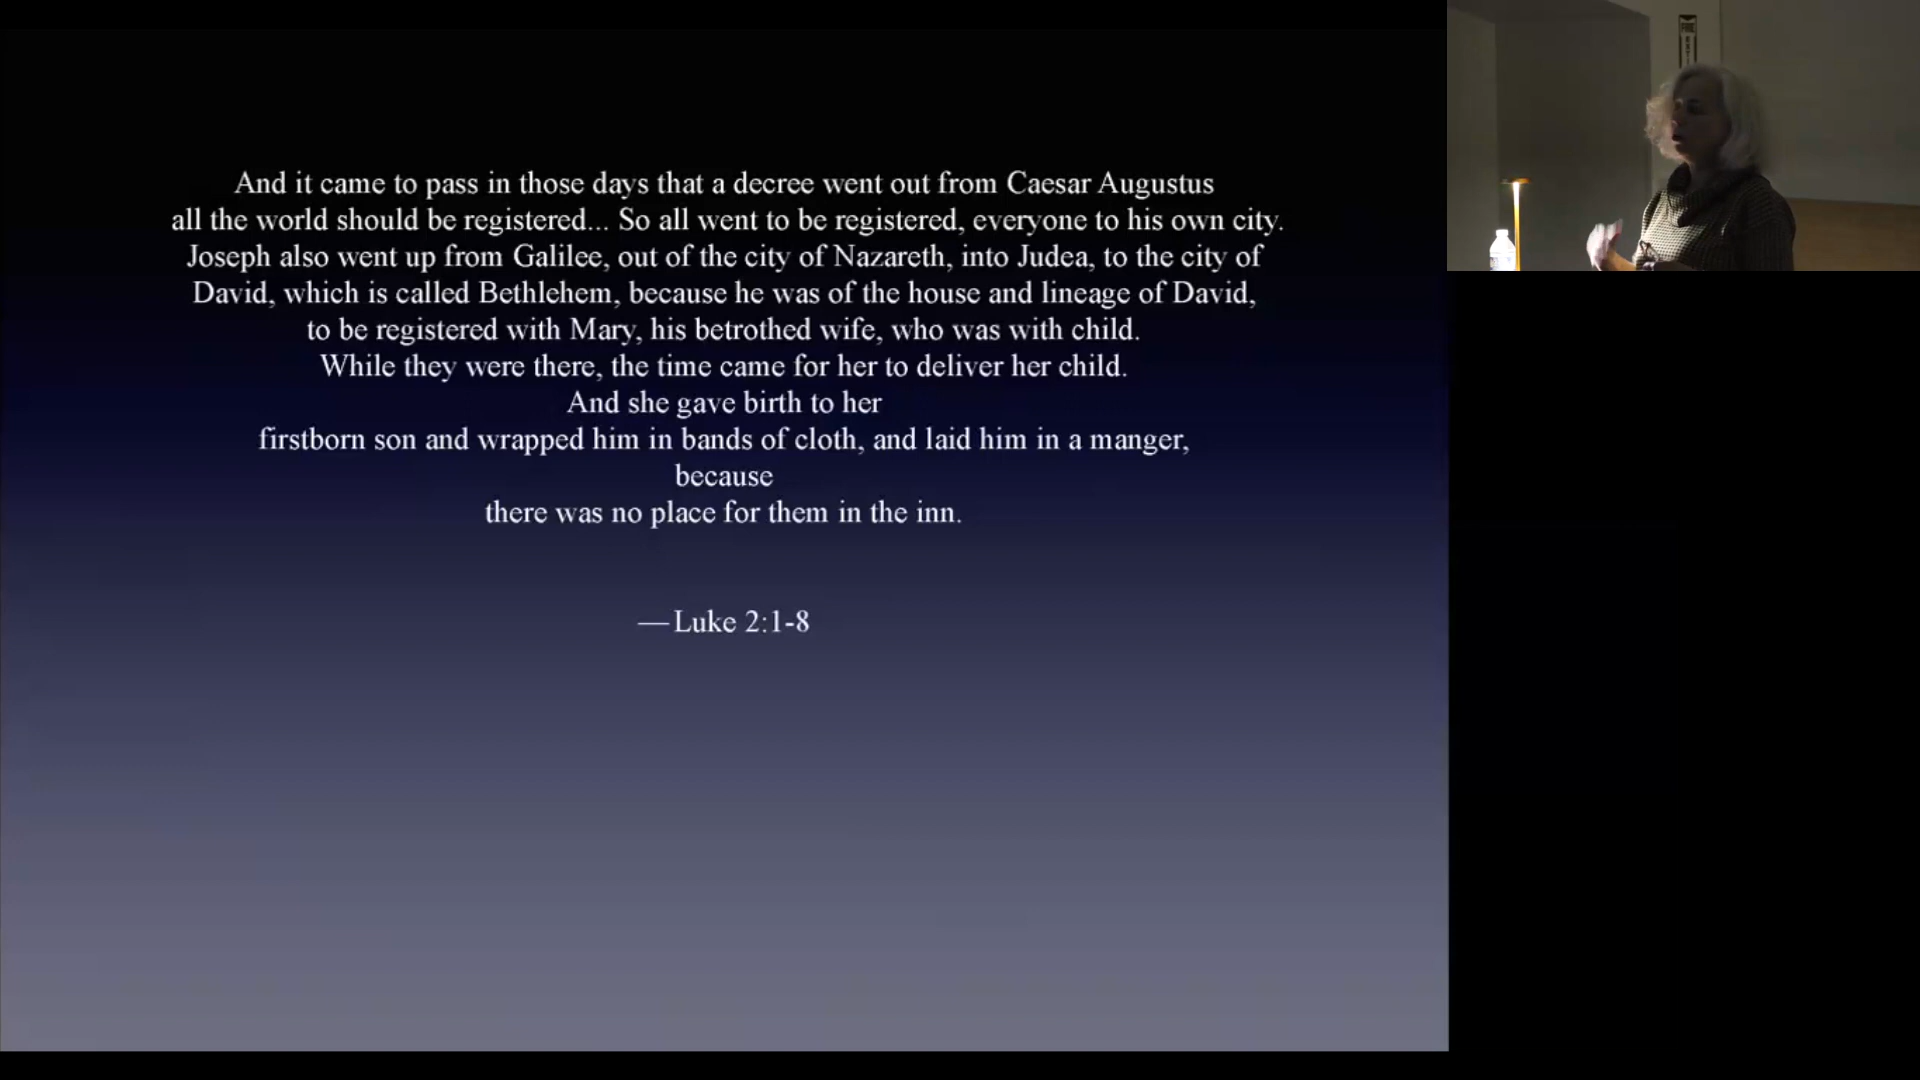 And it came to pass in those days that a decree went out from Caesar Augustus
all the world should be registered... So all went to be registered, everyone to his own city.
Joseph also went up from Galilee, out of the city of Nazareth, into Judea, to the city of
David, which is called Bethlehem, because he was of the house and lineage of David,
to be registered with Mary, his betrothed wife, who was with child.
While they were there, the time came for her to deliver her child.
And she gave birth to her
firstborn son and wrapped him in bands of cloth, and laid him in a manger,
because
there was no place for them in the inn.
—Luke 2:1-8
FIRE